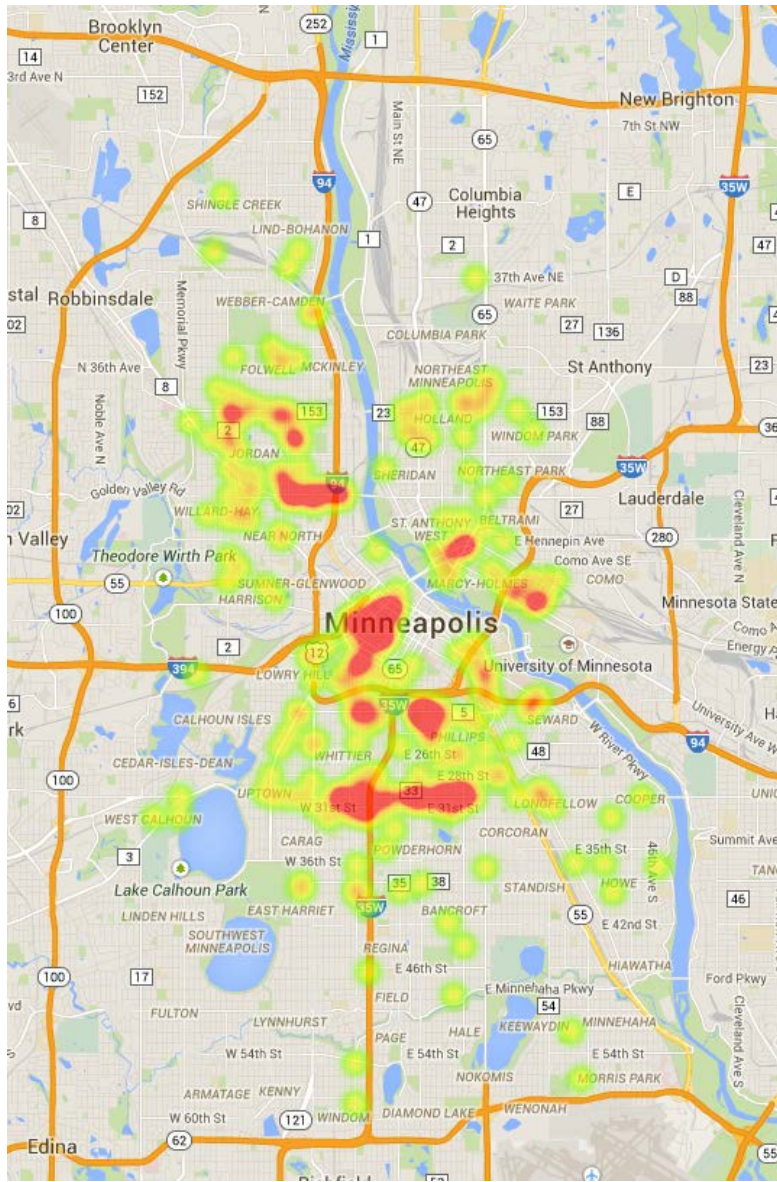 Brooklyn
Center
252
1
14
3rd Ave N
152
Mississ
Main St NE
New Brighton
7th St NW
65
94
35W
SHINGLE CREEK
47
Columbia
Heights
E
8
LIND-BOHANON
1
2
47
37th Ave NE
D
88
stal
Robbinsdale
Memorial Pkwy
WEBBER-CAMDEN
65
WAITE PARK
02
27
136
COLUMBIA PARK
N 36th Ave
FOLWELL
MCKINLEY
NORTHEAST
MINNEAPOLIS
St Anthony
23
8
Noble Ave N
153
23
HOLLAND
153
88
36
2
WINDOM PARK
JORDAN
47
35W
SHERIDAN
NORTHEAST PARK
94
Golden Valley Rd
Lauderdale
Cleveland Ave N
02
WILLARD-HAY
ST. ANTHONY
WEST
BELTRAMI
27
n Valley
NEAR NORTH
E Hennepin Ave
280
Theodore Wirth Park
Como Ave SE
55
SUMNER-GLENWOOD
MARCY-HOLMES
COMO
HARRISON
Minnesota State
100
Minneapolis
Como A
2
12
Energy P
394
LOWRY HILL
65
University of Minnesota
35W
CALHOUN ISLES
5
SEWARD
University Ave W
rk
PHILLIPS
94
WHITTIER
E 26th St
48
W River Pkwy
CEDAR-ISLES-DEAN
100
E 28th St
UPTOWN
33
W 31st St
E 31st St
LONGFELLOW
COOPER
UNIO
WEST CALHOUN
CARAG
CORCORAN
46th Ave S
Summit Ave
3
W 36th St
POWDERHORN
E 35th St
Lake Calhoun Park
35
38
STANDISH
HOWE
46
LINDEN HILLS
EAST HARRIET
35W
BANCROFT
55
E 42nd St
SOUTHWEST
MINNEAPOLIS
REGINA
HIAWATHA
100
17
E 46th St
Ford Pkwy
E Minnehaha Pkwy
FIELD
54
FULTON
LYNNHURST
HALE
KEEWAYDIN
MINNEHAHA
PAGE
Cleveland Ave S
W 54th St
E 54th St
E 54th St
NOKOMIS
MORRIS PARK
ARMATAGE
KENNY
W 60th St
121
WINDOM
DIAMOND LAKE
WENONAH
Edina
62
55